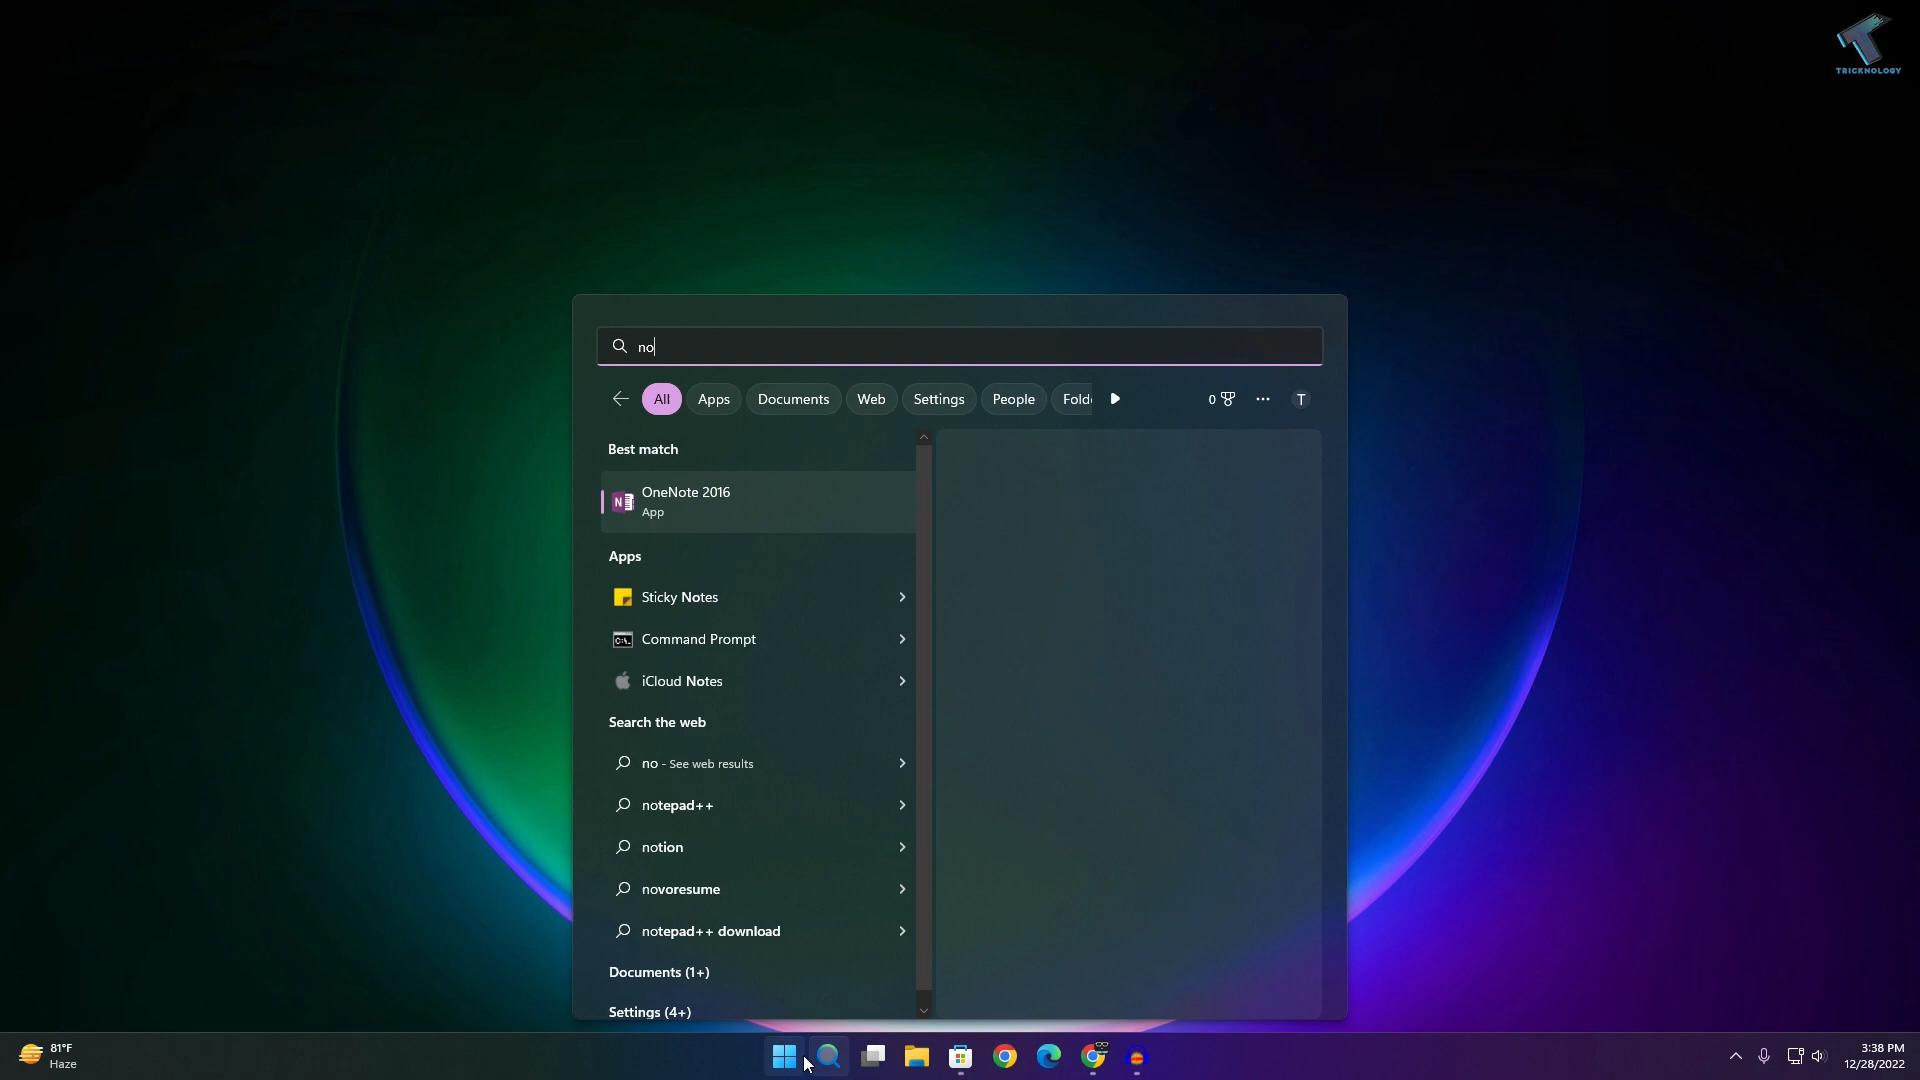 TRICKNOLOGY
no
All
Apps
Documents
Web
Settings
People
Fold
0
T
Best match
OneNote 2016
App
Apps
Sticky Notes
Command Prompt
iCloud Notes
Search the web
no - See web results
notepad++
notion
novoresume
notepad++ download
Documents (1+)
Settings (4+)
81°F
Haze
3:38 PM
12/28/2022